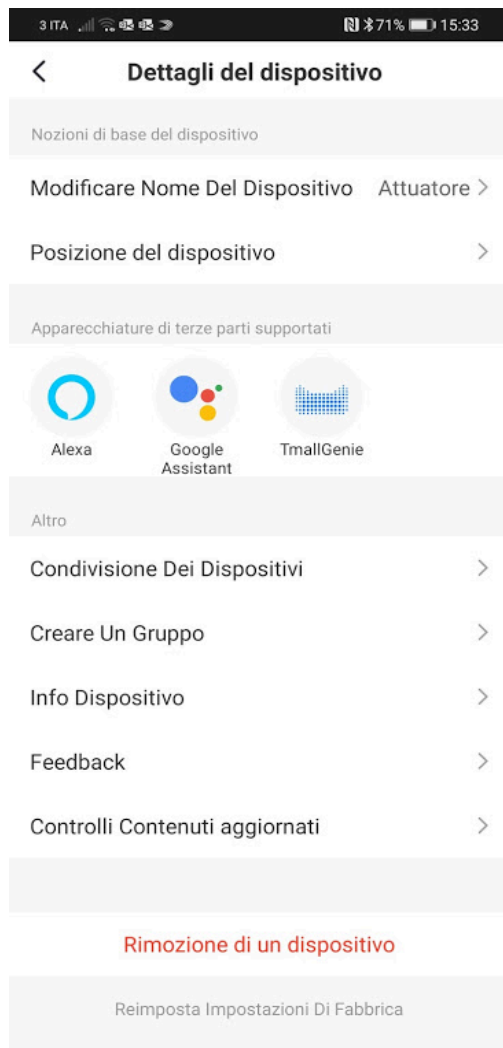 3 ITA 71% 15:33
Dettagli del dispositivo
Nozioni di base del dispositivo
Modificare Nome Del Dispositivo Attuatore
Posizione del dispositivo
Apparecchiature di terze parti supportati
Alexa Google Assistant TmallGenie
Altro
Condivisione Dei Dispositivi
Creare Un Gruppo
Info Dispositivo
Feedback
Controlli Contenuti aggiornati
Rimozione di un dispositivo
Reimposta Impostazioni Di Fabbrica